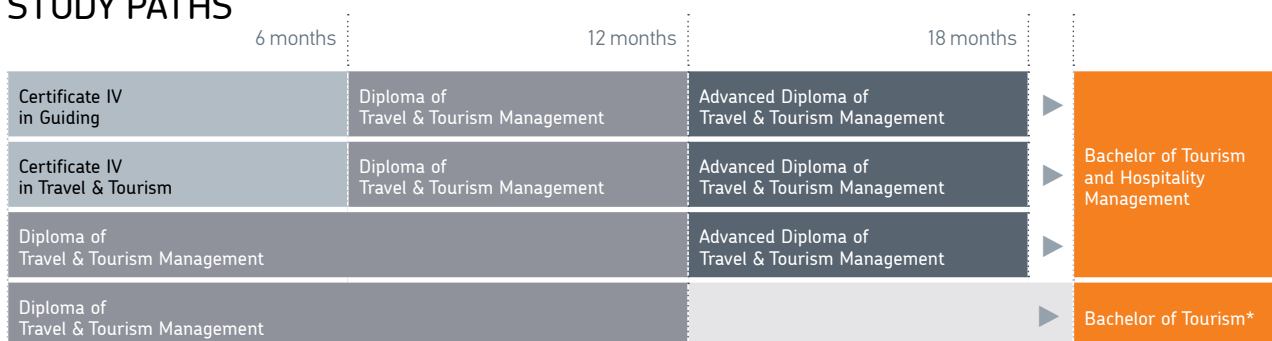 STUDY PATHS
6 months 12 months 18 months
Certificate IV
in Guiding
Diploma of
Travel & Tourism Management
Advanced Diploma of
Travel & Tourism Management
Certificate IV
in Travel & Tourism
Diploma of
Travel & Tourism Management
Advanced Diploma of
Travel & Tourism Management
Bachelor of Tourism
and Hospitality
Management
Diploma of
Travel & Tourism Management
Advanced Diploma of
Travel & Tourism Management
Diploma of
Travel & Tourism Management
Bachelor of Tourism*